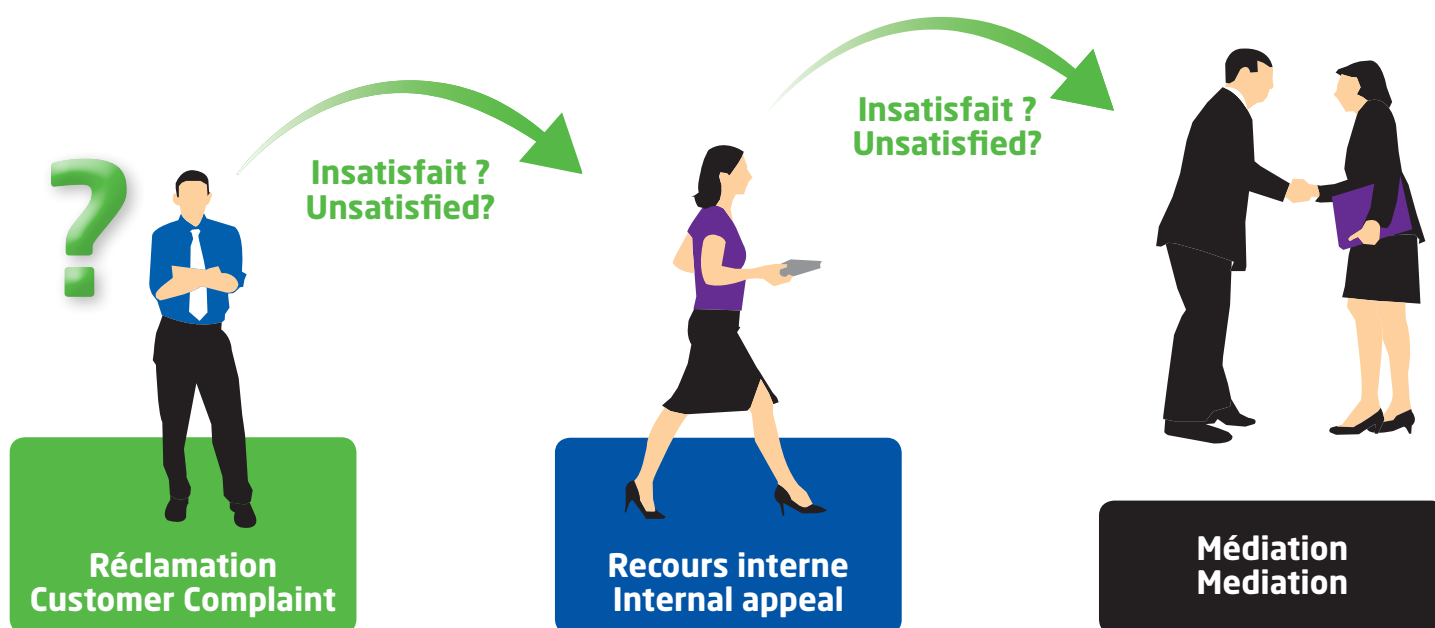 ?
Insatisfait ?
Unsatisfied?
Insatisfait ?
Unsatisfied?
Réclamation
Customer Complaint
Recours interne
Internal appeal
Médiation
Mediation